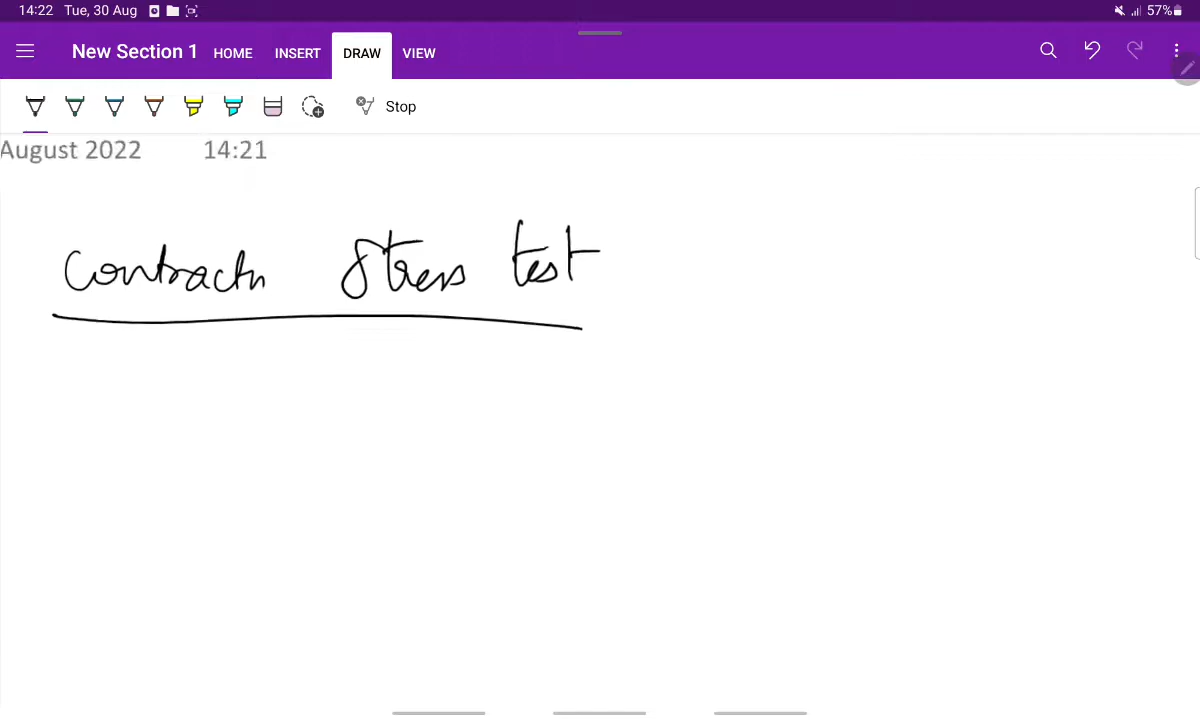 14:22 Tue, 30 Aug 57%
New Section 1 HOME INSERT DRAW VIEW
Stop
August 2022 14:21
Contractn Stress test